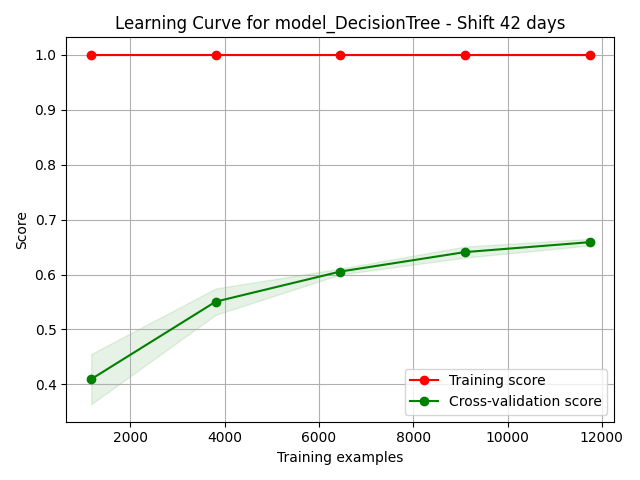 Learning Curve for model_DecisionTree - Shift 42 days
Score
1.0
0.9
0.8
0.7
0.6
0.5
0.4
Training score
Cross-validation score
2000 4000 6000 8000 10000 12000
Training examples